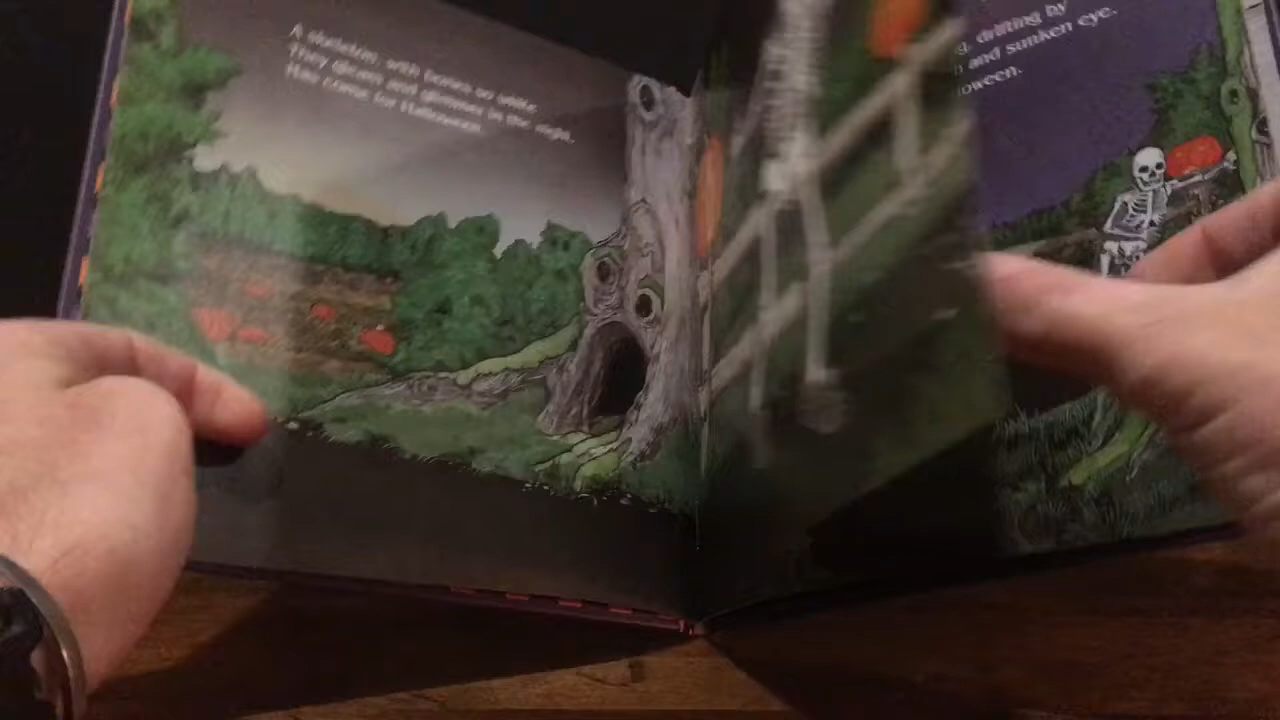 A skeleton, with bones so white
They gleam and glimmer in the night,
Has come for Halloween.
drifting by
and sunken eye.